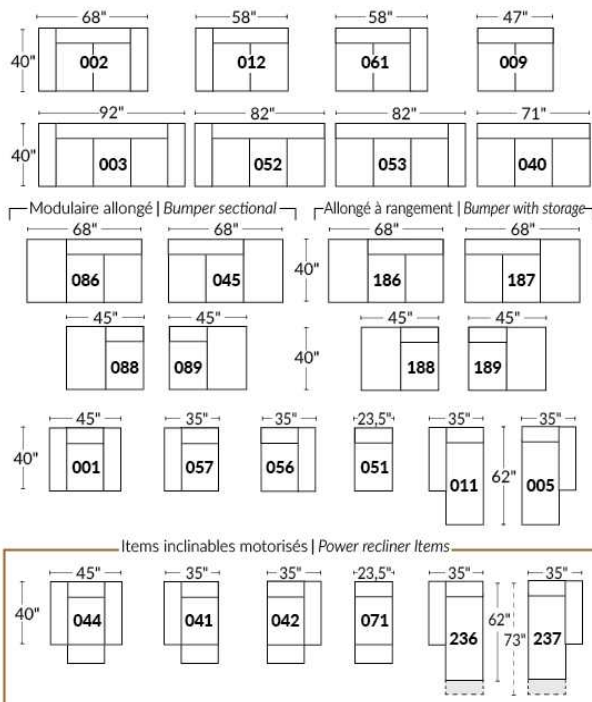 68" 58" 58" 47"
40" 002 012 061 009
92" 82" 82" 71"
40" 003 052 053 040
Modulaire allongé | Bumper sectional Allongé à rangement | Bumper with storage
68" 68" 68" 68"
086 045 40" 186 187
45" 45" 45" 45"
088 089 40" 188 189
45" 35" 35" 23,5" 35" 35"
40" 001 057 056 051 011 62" 005
Items inclinables motorisés | Power recliner Items
45" 35" 35" 23,5" 35" 35"
40" 044 041 042 071 236 62" 73" 237